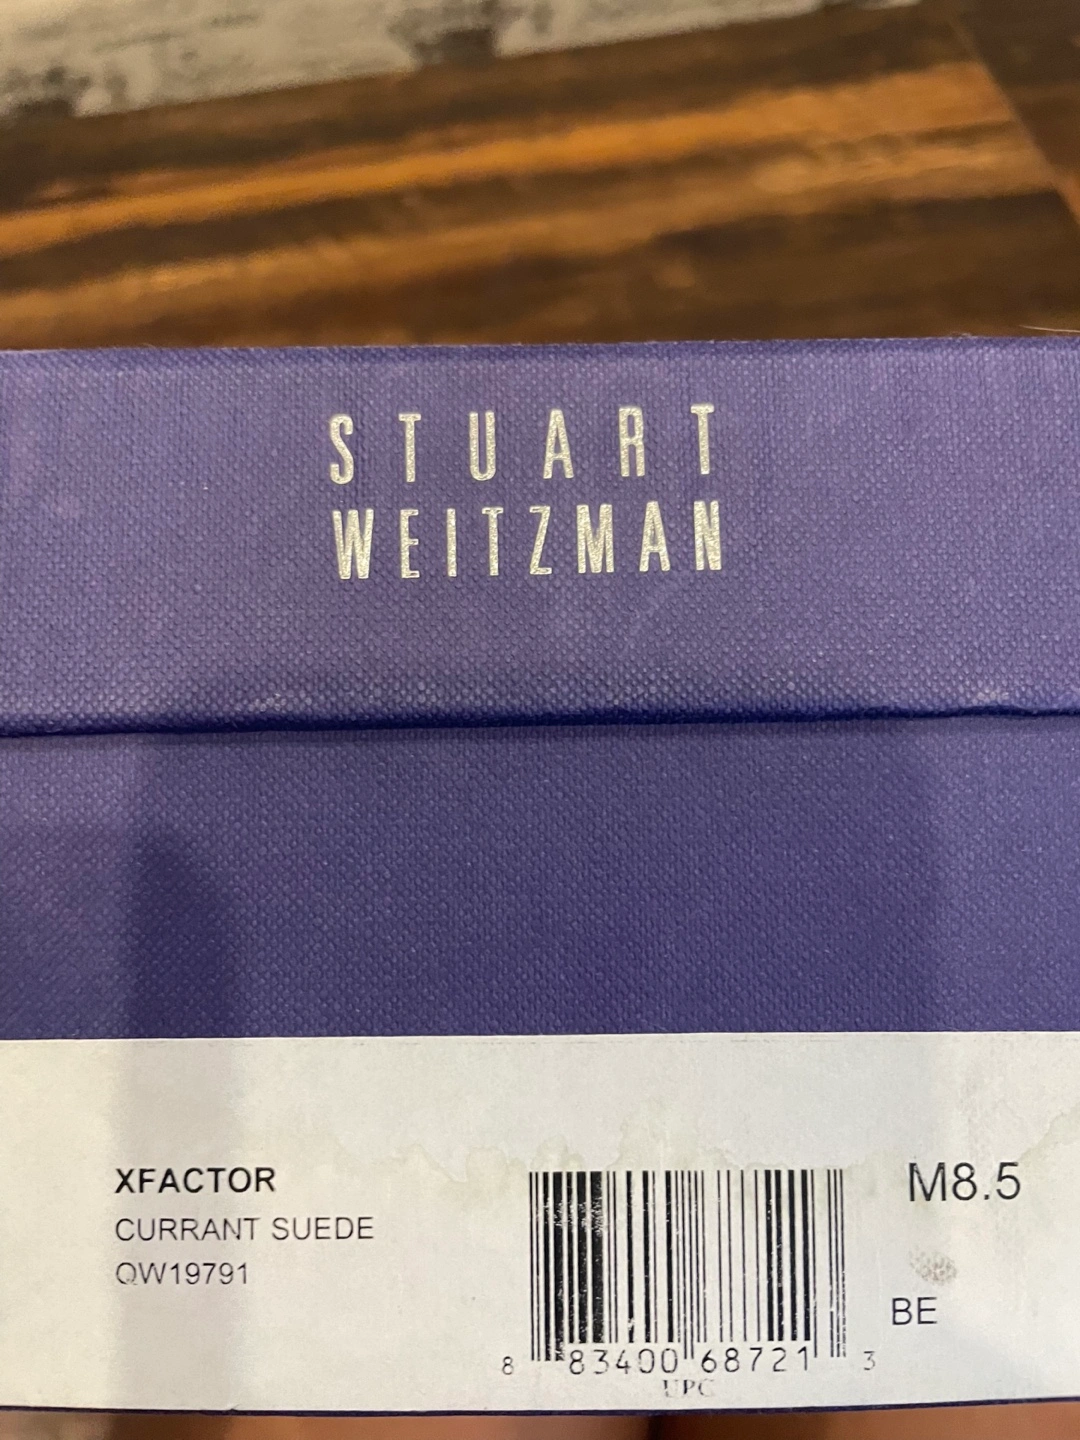 STUART
WEITZMAN
XFACTOR
CURRANT SUEDE
QW19791
M8.5
BE
8 83400 68721 3
UPC